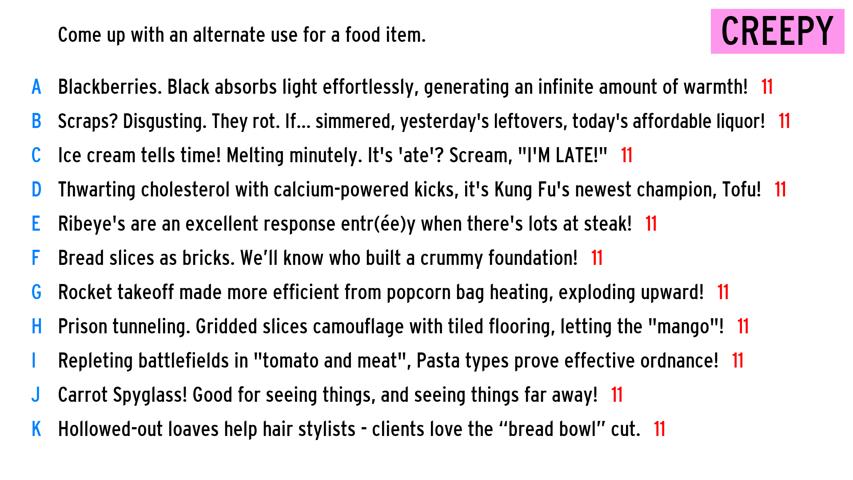 CREEPY
Come up with an alternate use for a food item.
A Blackberries. Black absorbs light effortlessly, generating an infinite amount of warmth! 11
B Scraps? Disgusting. They rot. If... simmered, yesterday's leftovers, today's affordable liquor! 11
C Ice cream tells time! Melting minutely. It's 'ate'? Scream, "I'M LATE!" 11
D Thwarting cholesterol with calcium-powered kicks, it's Kung Fu's newest champion, Tofu! 11
E Ribeye's are an excellent response entr(ée)y when there's lots at steak! 11
F Bread slices as bricks. We’ll know who built a crummy foundation! 11
G Rocket takeoff made more efficient from popcorn bag heating, exploding upward! 11
H Prison tunneling. Gridded slices camouflage with tiled flooring, letting the "mango"! 11
I Repleting battlefields in "tomato and meat", Pasta types prove effective ordnance! 11
J Carrot Spyglass! Good for seeing things, and seeing things far away! 11
K Hollowed-out loaves help hair stylists - clients love the “bread bowl” cut. 11